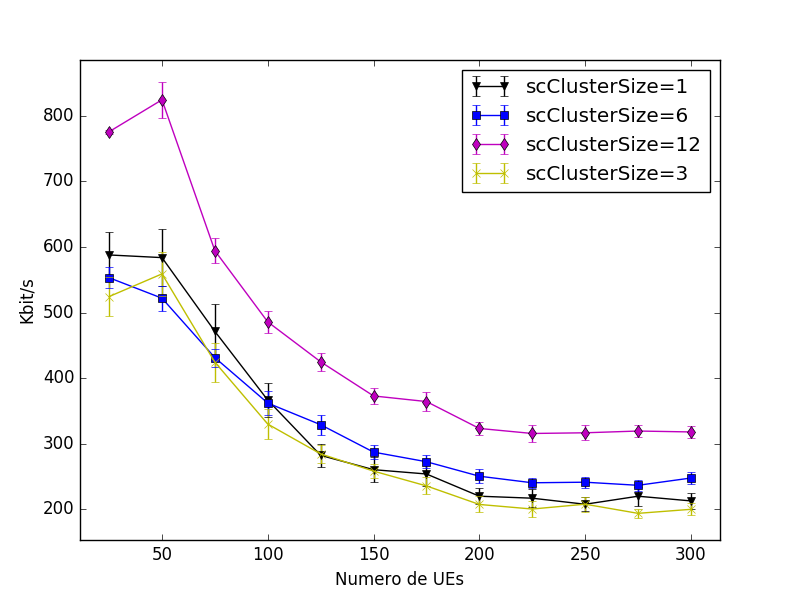 scClusterSize=1
scClusterSize=6
scClusterSize=12
scClusterSize=3
Kbit/s
800
700
600
500
400
300
200
50 100 150 200 250 300
Numero de UEs